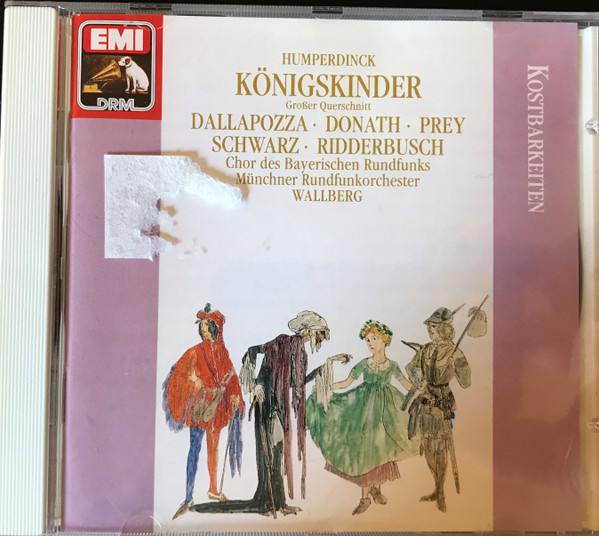 EMI
DRM
HUMPERDINCK
KÖNIGSKINDER
Großer Querschnitt
DALLAPOZZA · DONATH · PREY
SCHWARZ · RIDDERBUSCH
Chor des Bayerischen Rundfunks
Münchner Rundfunkorchester
WALLBERG
KOSTBARKEITEN